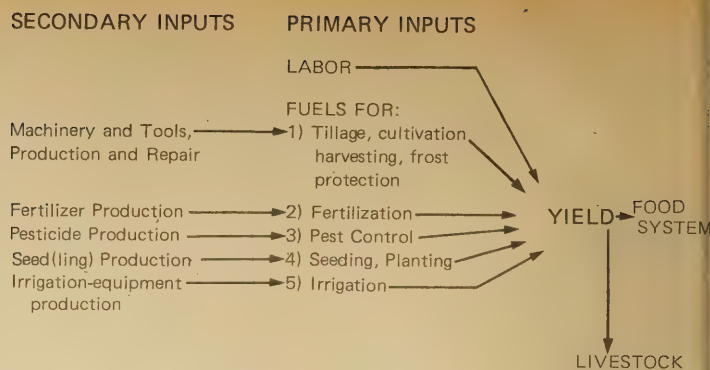 SECONDARY INPUTS
PRIMARY INPUTS
LABOR
FUELS FOR:
Machinery and Tools,
Production and Repair
1) Tillage, cultivation
harvesting, frost
protection
Fertilizer Production
2) Fertilization
Pesticide Production
3) Pest Control
Seed(ling) Production
4) Seeding, Planting
Irrigation-equipment
production
5) Irrigation
YIELD
FOOD
SYSTEM
LIVESTOCK